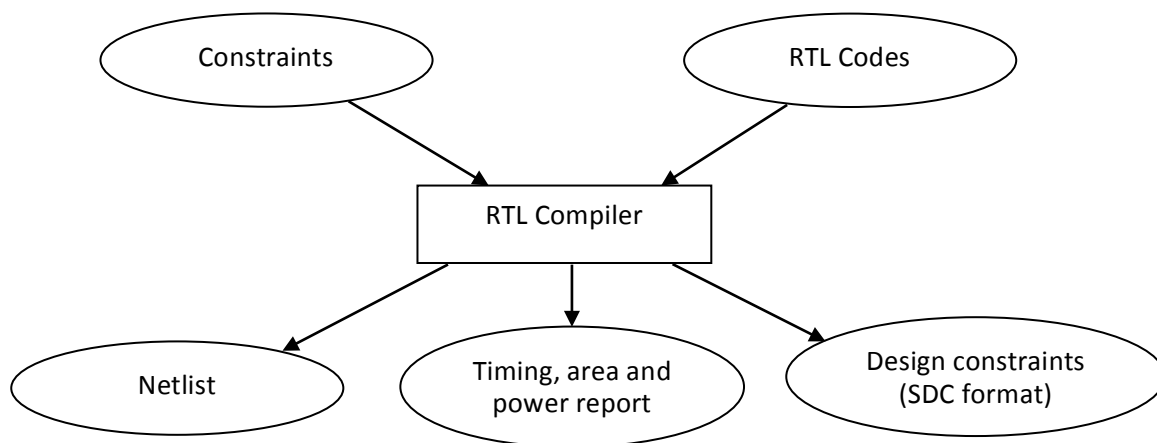 Constraints
RTL Codes
RTL Compiler
Netlist
Timing, area and
power report
Design constraints
(SDC format)